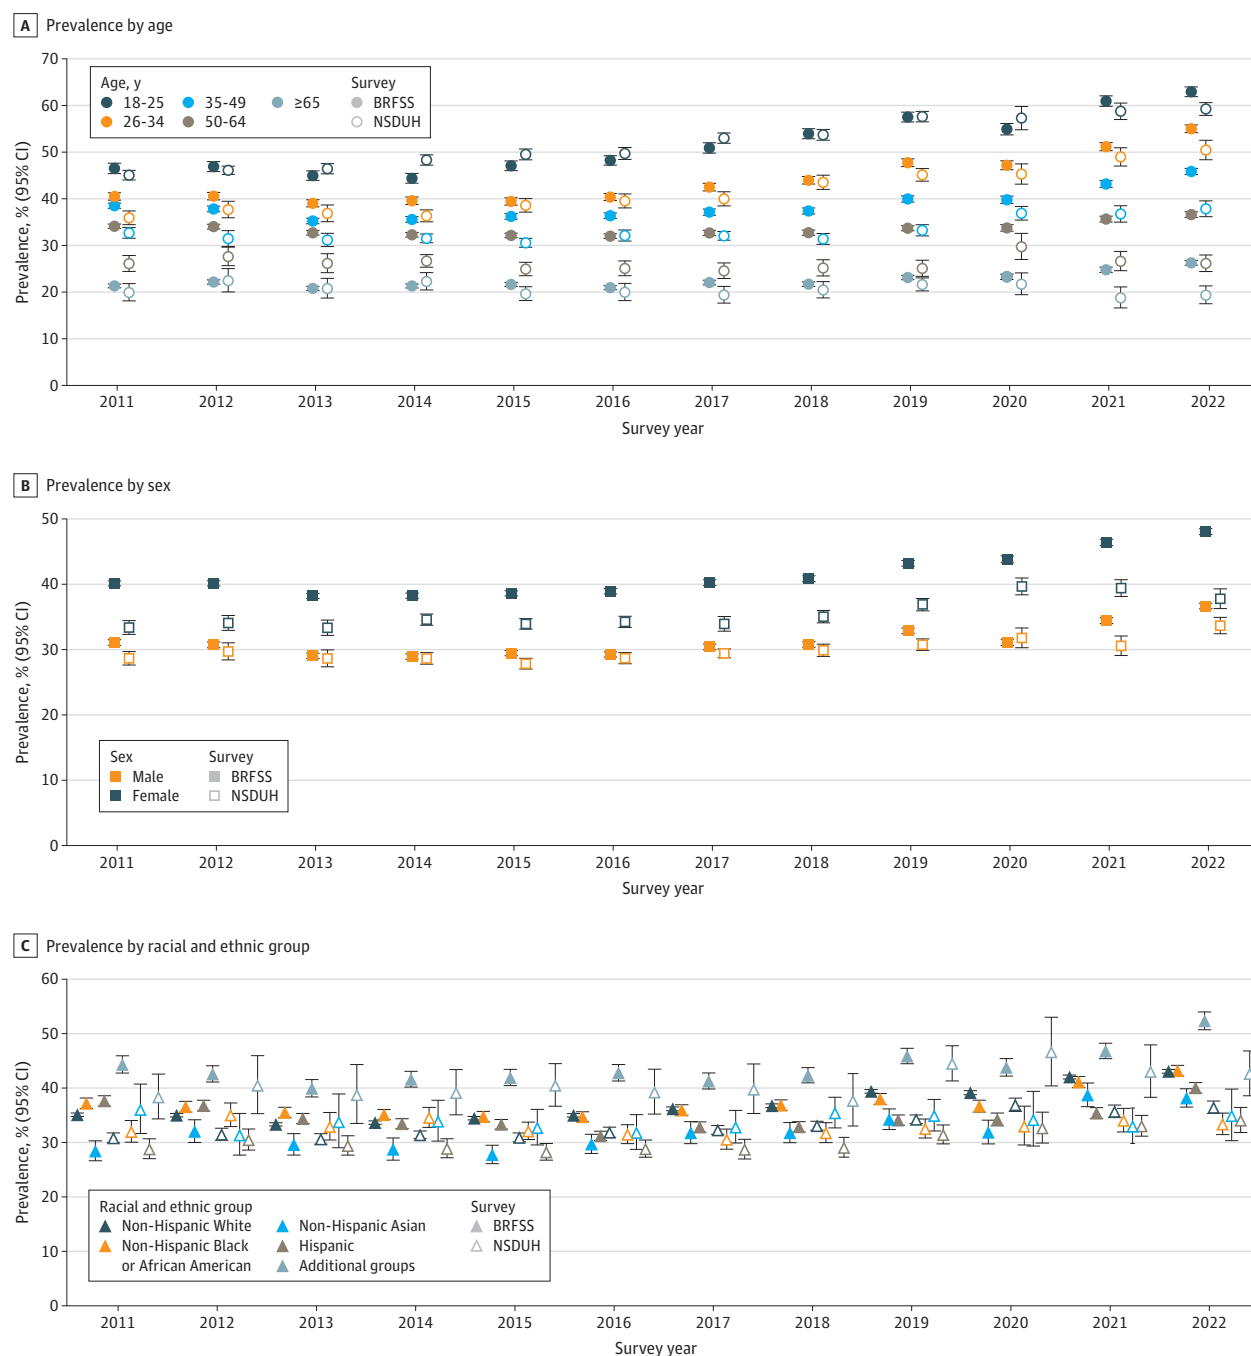 A Prevalence by age
70
60
50
40
30
20
10
0
Prevalence, % (95% CI)
Age, y Survey
18-25 35-49 ≥65 BRFSS
26-34 50-64 NSDUH
2011 2012 2013 2014 2015 2016 2017 2018 2019 2020 2021 2022
Survey year
B Prevalence by sex
50
40
30
20
10
0
Prevalence, % (95% CI)
Sex Survey
Male BRFSS
Female NSDUH
2011 2012 2013 2014 2015 2016 2017 2018 2019 2020 2021 2022
Survey year
C Prevalence by racial and ethnic group
60
50
40
30
20
10
0
Prevalence, % (95% CI)
Racial and ethnic group Survey
Non-Hispanic White Non-Hispanic Asian BRFSS
Non-Hispanic Black Hispanic NSDUH
or African American Additional groups
2011 2012 2013 2014 2015 2016 2017 2018 2019 2020 2021 2022
Survey year